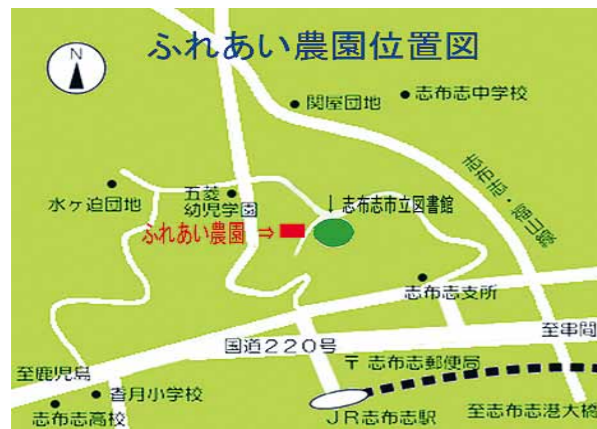 ふれあい農園位置図
N
関屋団地
志布志中学校
志布志・福山線
水ヶ迫団地
五菱
幼児学園
↓志布志市立図書館
ふれあい農園 ⇒
志布志支所
国道220号
至串間
〒 志布志郵便局
至鹿児島
香月小学校
志布志高校
JR志布志駅
至志布志港大橋